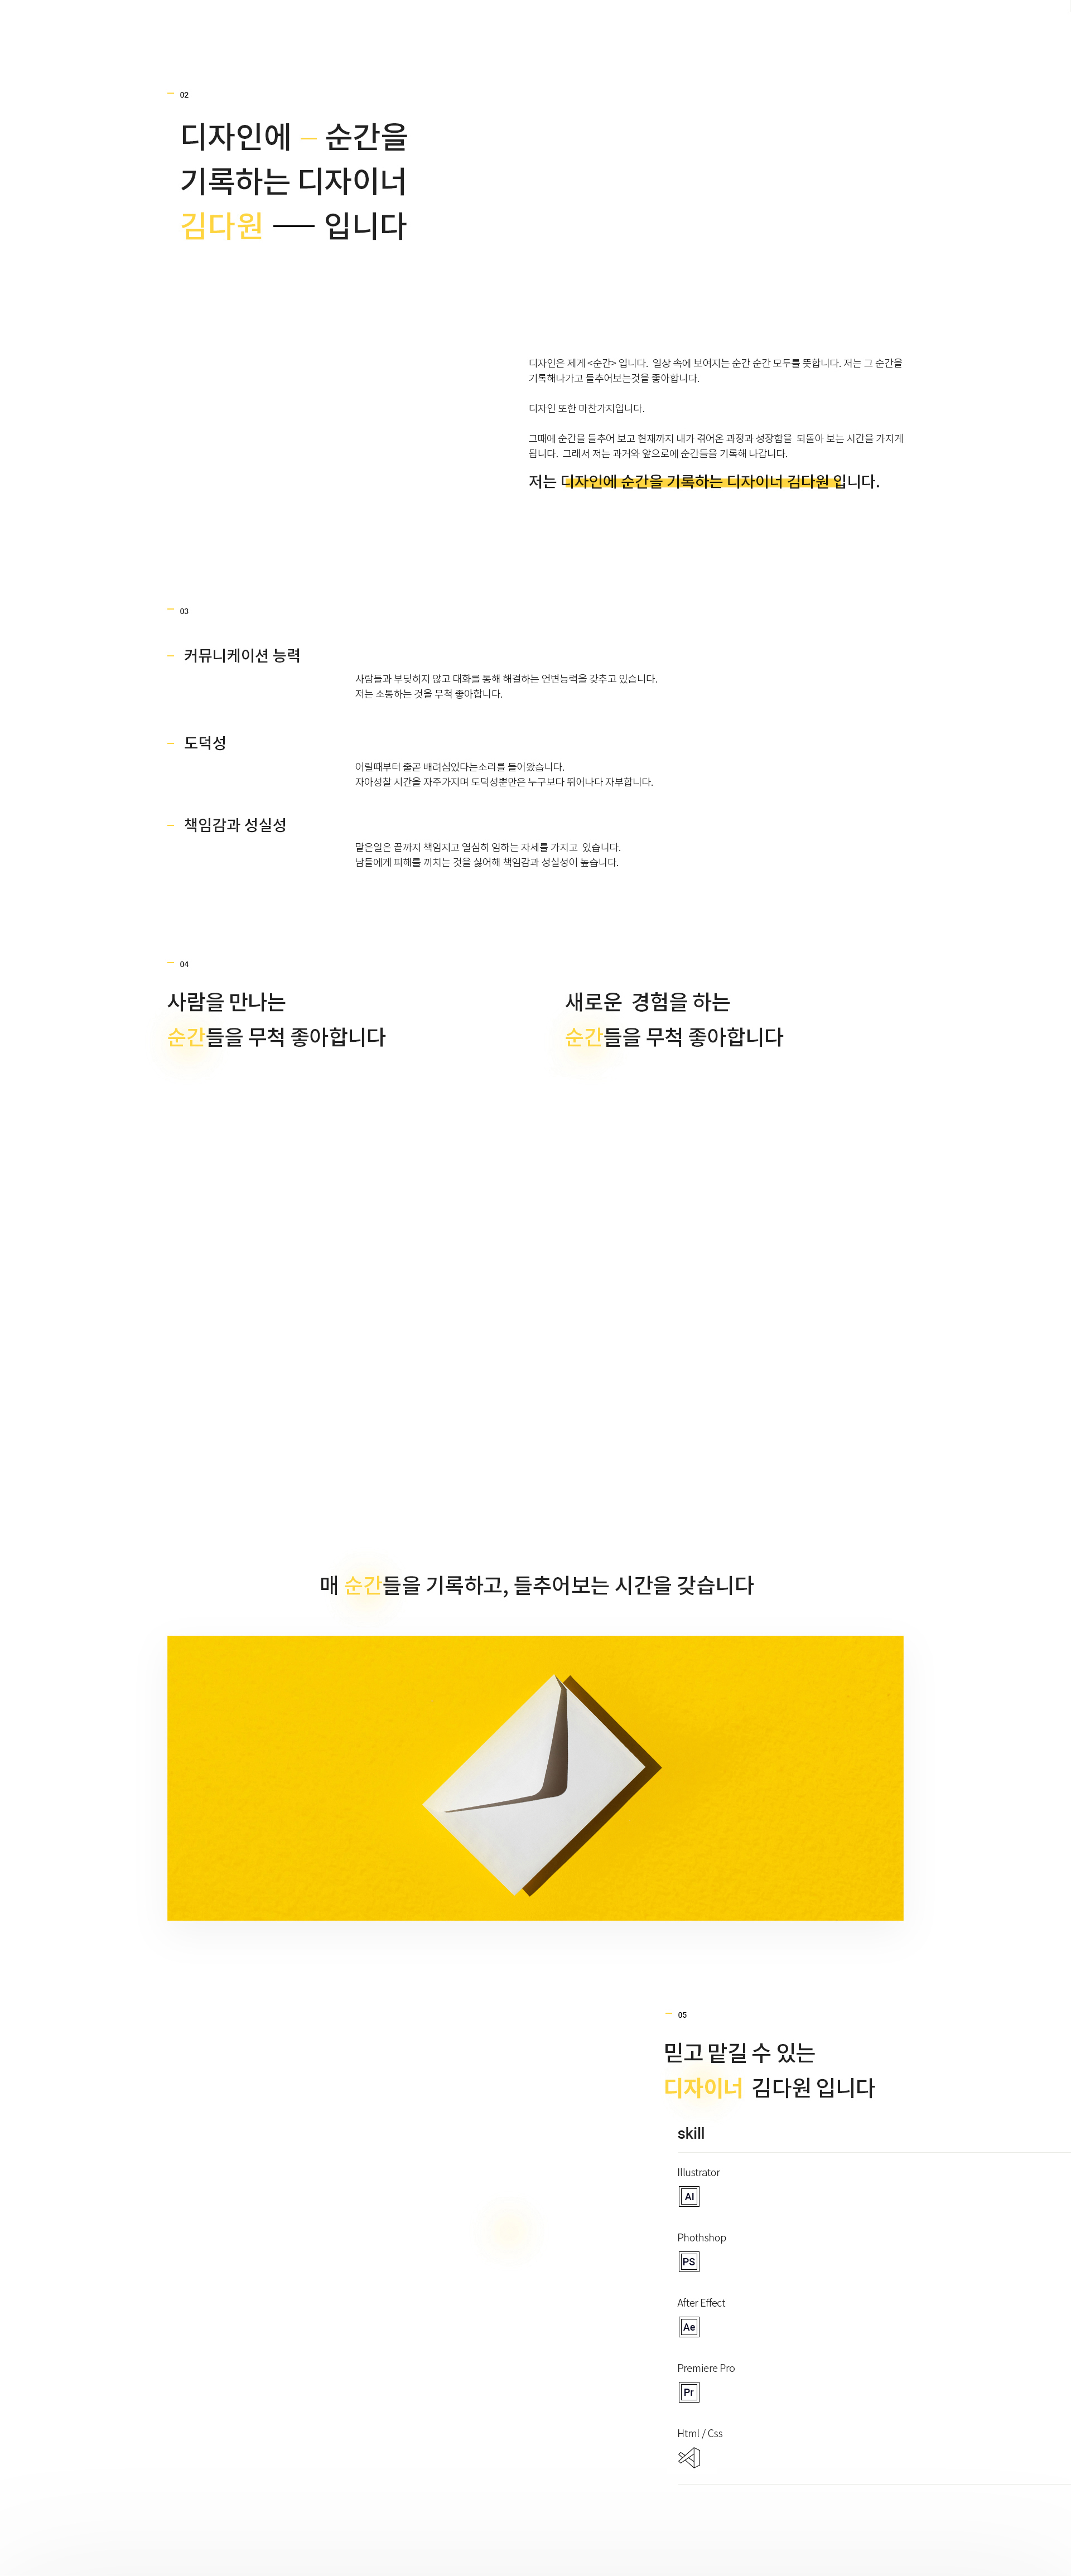 02
디자인에 — 순간을
기록하는 디자이너
김다원 — 입니다
디자인은 제게 <순간> 입니다. 일상 속에 보여지는 순간 순간 모두를 뜻합니다. 저는 그 순간을
기록해나가고 들추어보는것을 좋아합니다.
디자인 또한 마찬가지입니다.
그때에 순간을 들추어 보고 현재까지 내가 겪어온 과정과 성장함을 되돌아 보는 시간을 가지게
됩니다. 그래서 저는 과거와 앞으로에 순간들을 기록해 나갑니다.
저는 디자인에 순간을 기록하는 디자이너 김다원 입니다.
03
커뮤니케이션 능력
사람들과 부딪히지 않고 대화를 통해 해결하는 언변능력을 갖추고 있습니다.
저는 소통하는 것을 무척 좋아합니다.
도덕성
어릴때부터 줄곧 배려심있다는소리를 들어왔습니다.
자아성찰 시간을 자주가지며 도덕성뿐만은 누구보다 뛰어나다 자부합니다.
책임감과 성실성
맡은일은 끝까지 책임지고 열심히 임하는 자세를 가지고 있습니다.
남들에게 피해를 끼치는 것을 싫어해 책임감과 성실성이 높습니다.
04
사람을 만나는
순간들을 무척 좋아합니다
새로운 경험을 하는
순간들을 무척 좋아합니다
매 순간들을 기록하고, 들추어보는 시간을 갖습니다
05
믿고 맡길 수 있는
디자이너 김다원 입니다
skill
Illustrator
AI
Phothshop
PS
After Effect
Ae
Premiere Pro
Pr
Html / Css